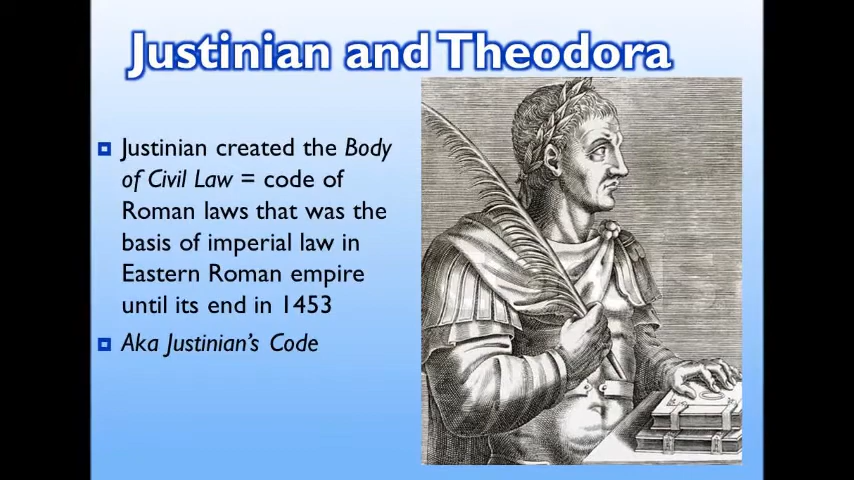 Justinian and Theodora
Justinian created the Body
of Civil Law = code of
Roman laws that was the
basis of imperial law in
Eastern Roman empire
until its end in 1453
Aka Justinian's Code